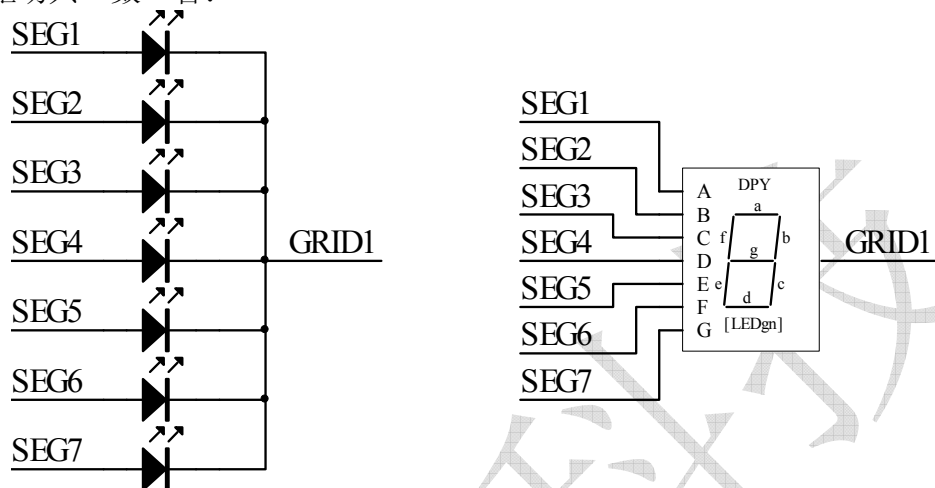 SEG1
SEG2
SEG3
SEG4
SEG5
SEG6
SEG7
GRID1
SEG1
SEG2
SEG3
SEG4
SEG5
SEG6
SEG7
A
B
C
D
E
F
G
DPY
a
f
b
g
e
c
d
[LEDgn]
GRID1